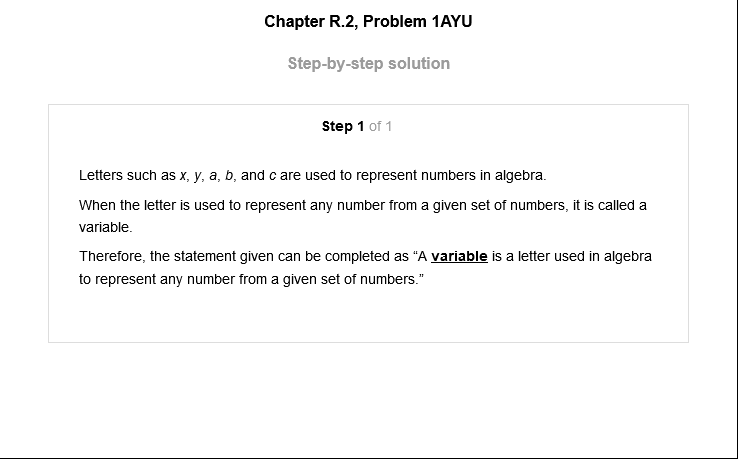 Chapter R.2, Problem 1AYU
Step-by-step solution
Step 1 of 1
Letters such as x, y, a, b, and c are used to represent numbers in algebra.
When the letter is used to represent any number from a given set of numbers, it is called a
variable.
Therefore, the statement given can be completed as “A variable is a letter used in algebra
to represent any number from a given set of numbers.”